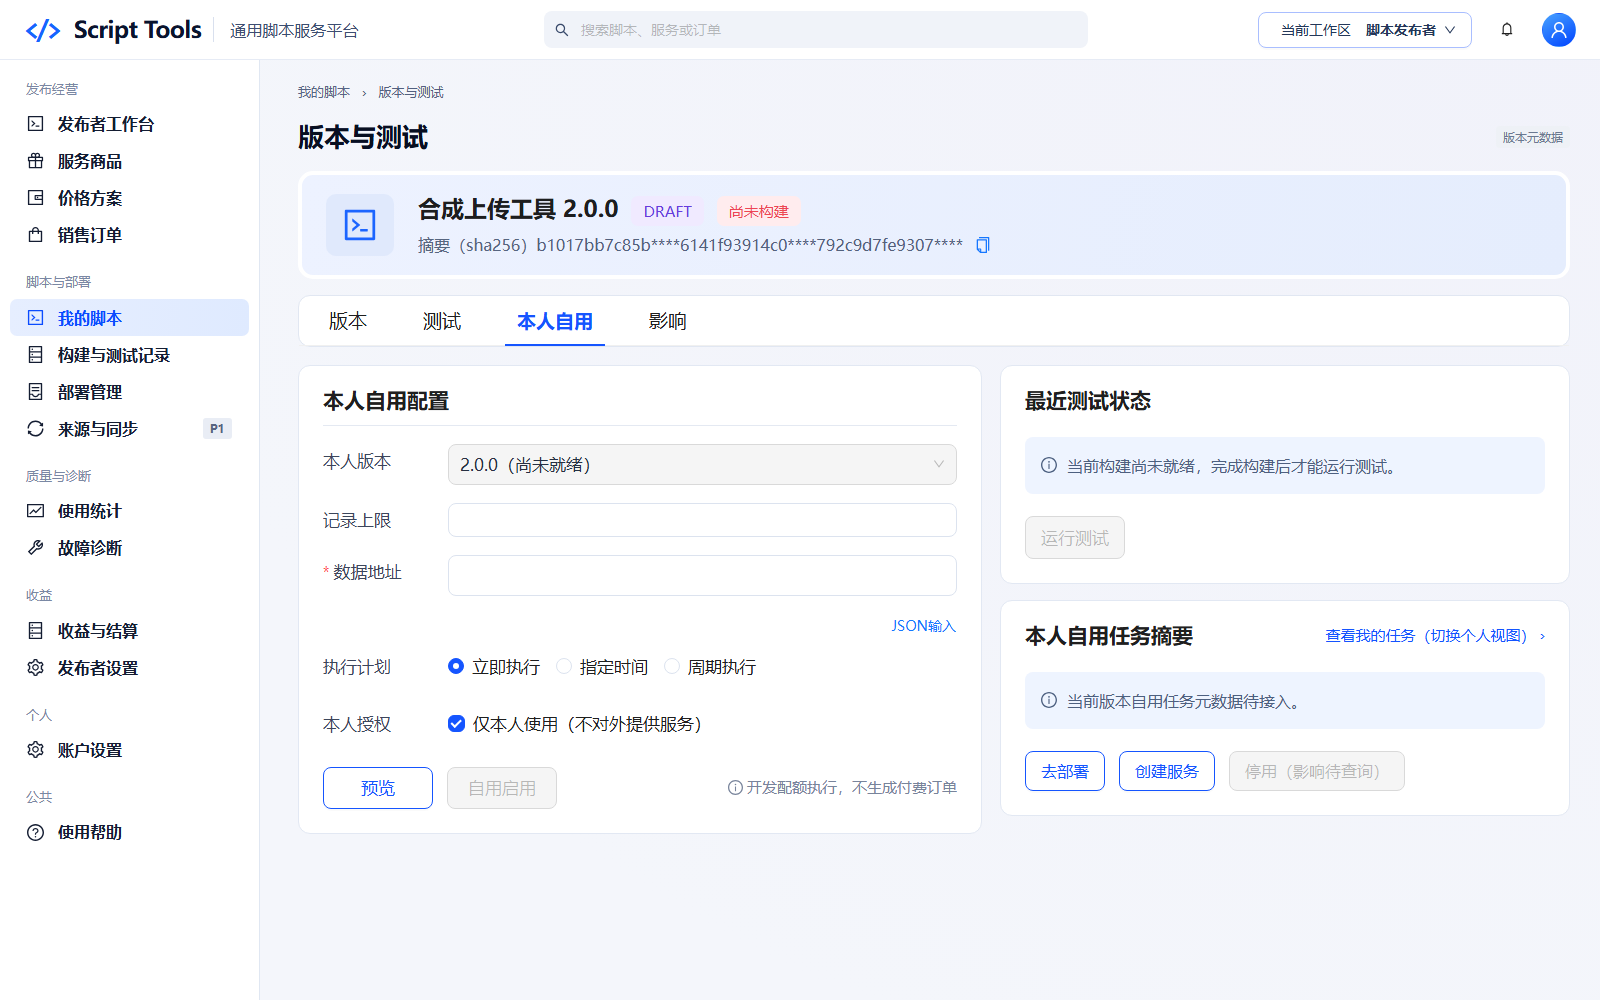 Script Tools 通用脚本服务平台
搜索脚本、服务或订单
当前工作区 脚本发布者
发布经营
发布者工作台
服务商品
价格方案
销售订单
脚本与部署
我的脚本
构建与测试记录
部署管理
来源与同步 P1
质量与诊断
使用统计
故障诊断
收益
收益与结算
发布者设置
个人
账户设置
公共
使用帮助
我的脚本 › 版本与测试
版本与测试
版本元数据
合成上传工具 2.0.0 DRAFT 尚未构建
摘要（sha256）b1017bb7c85b****6141f93914c0****792c9d7fe9307****
版本 测试 本人自用 影响
本人自用配置
本人版本 2.0.0（尚未就绪）
记录上限
* 数据地址
JSON输入
执行计划 立即执行 指定时间 周期执行
本人授权 仅本人使用（不对外提供服务）
预览 自用启用 开发配额执行，不生成付费订单
最近测试状态
当前构建尚未就绪，完成构建后才能运行测试。
运行测试
本人自用任务摘要 查看我的任务（切换个人视图） ›
当前版本自用任务元数据待接入。
去部署 创建服务 停用（影响待查询）